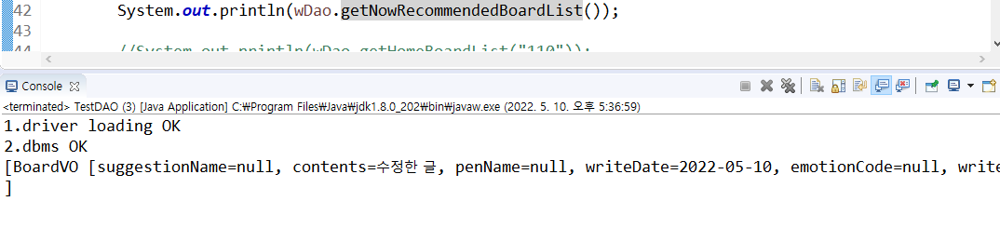 42 System.out.println(wDao.getNowRecommendedBoardList());
43
44 //System.out.println(wDao.getHomeBoardList("110"));
Console
<terminated> TestDAO (3) [Java Application] C:₩Program Files₩Java₩jdk1.8.0_202₩bin₩javaw.exe (2022. 5. 10. 오후 5:36:59)
1.driver loading OK
2.dbms OK
[BoardVO [suggestionName=null, contents=수정한 글, penName=null, writeDate=2022-05-10, emotionCode=null, write
]